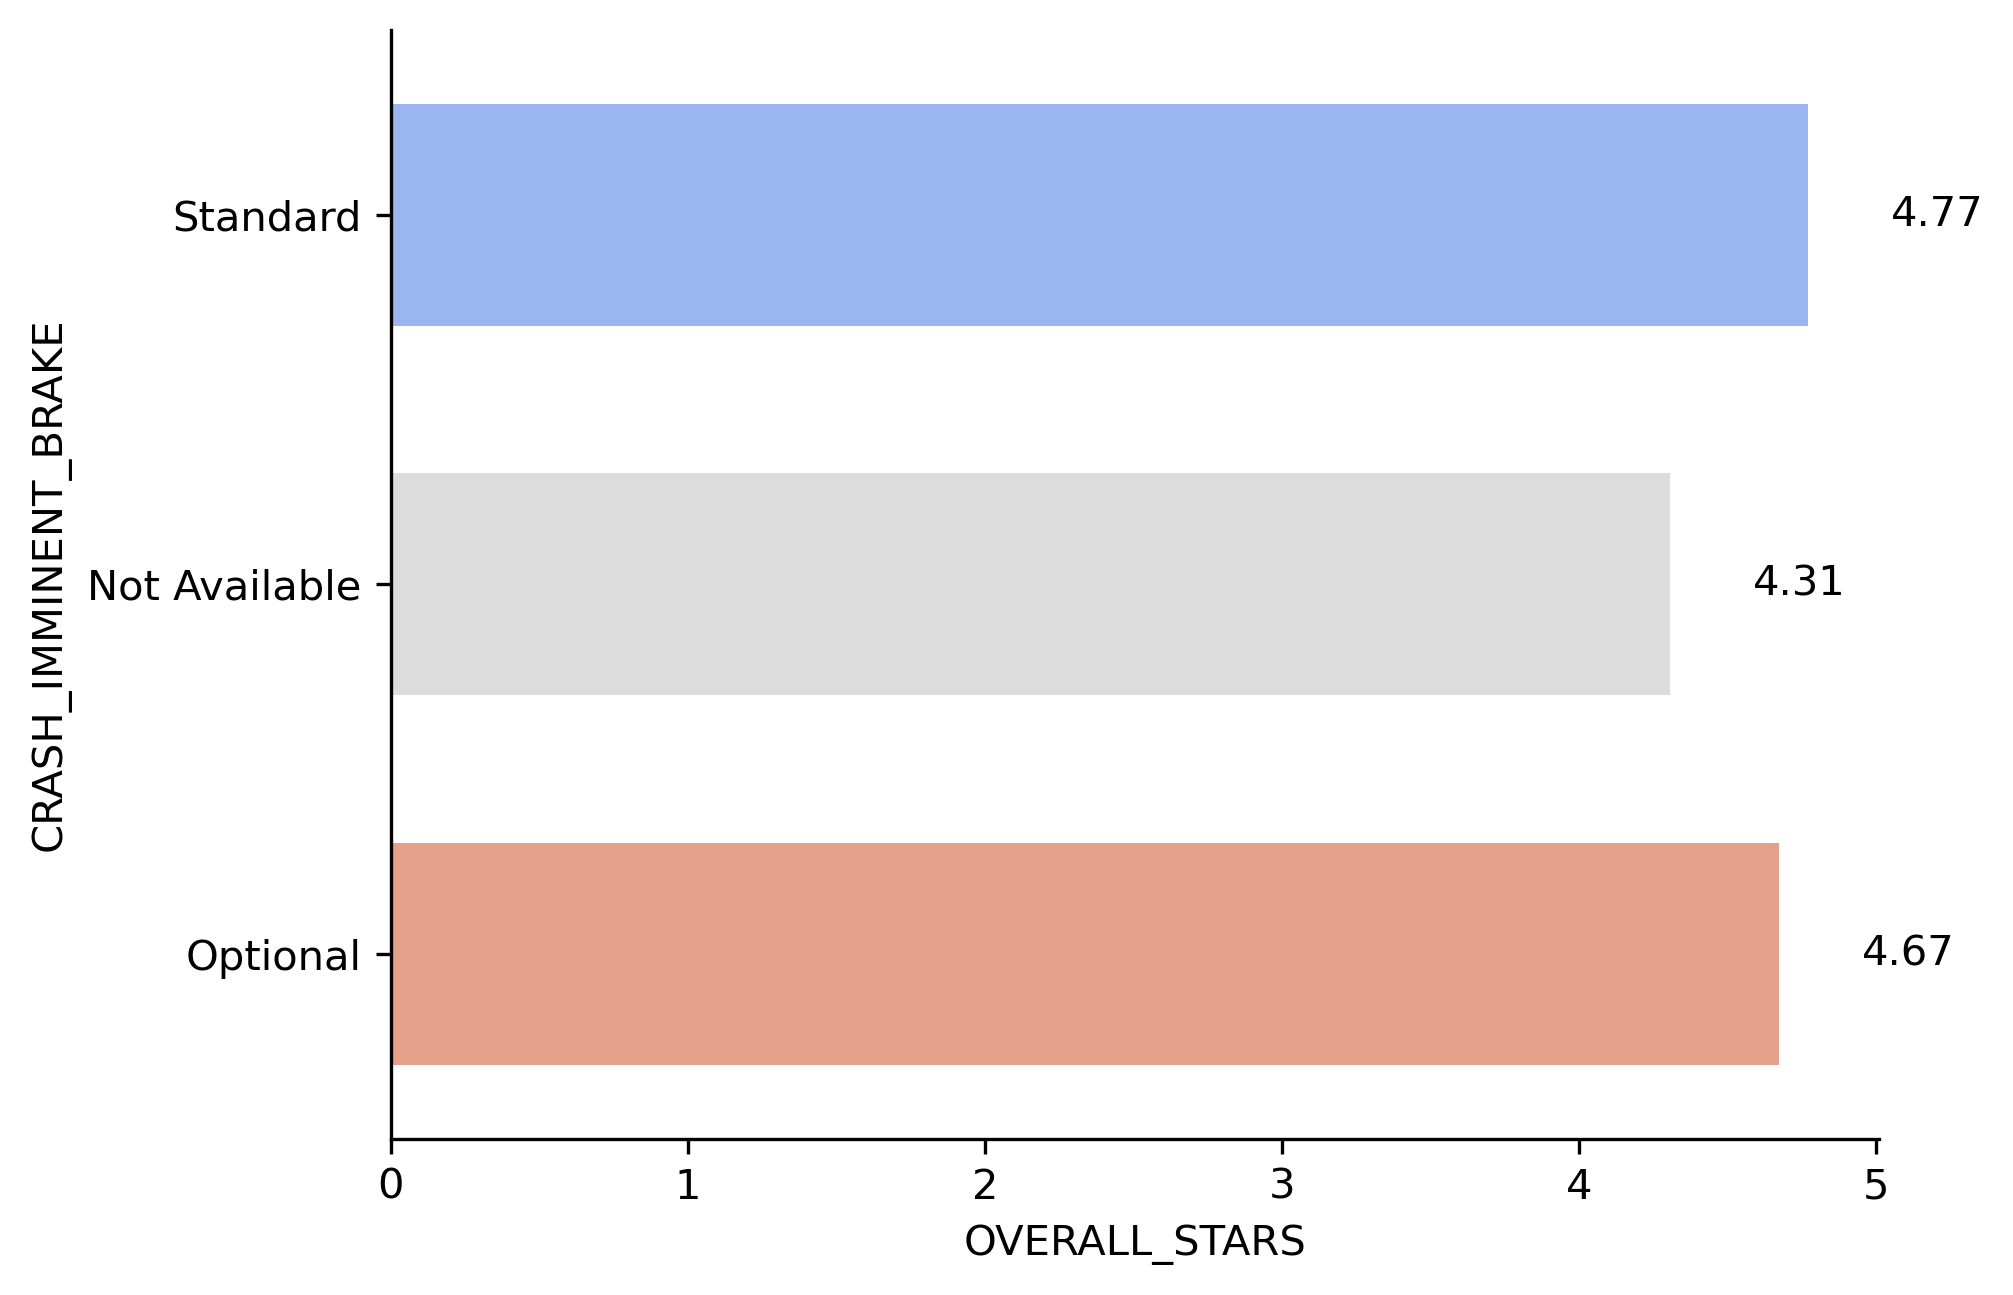 CRASH_IMMINENT_BRAKE
Standard
4.77
Not Available
4.31
Optional
4.67
0 1 2 3 4 5
OVERALL_STARS